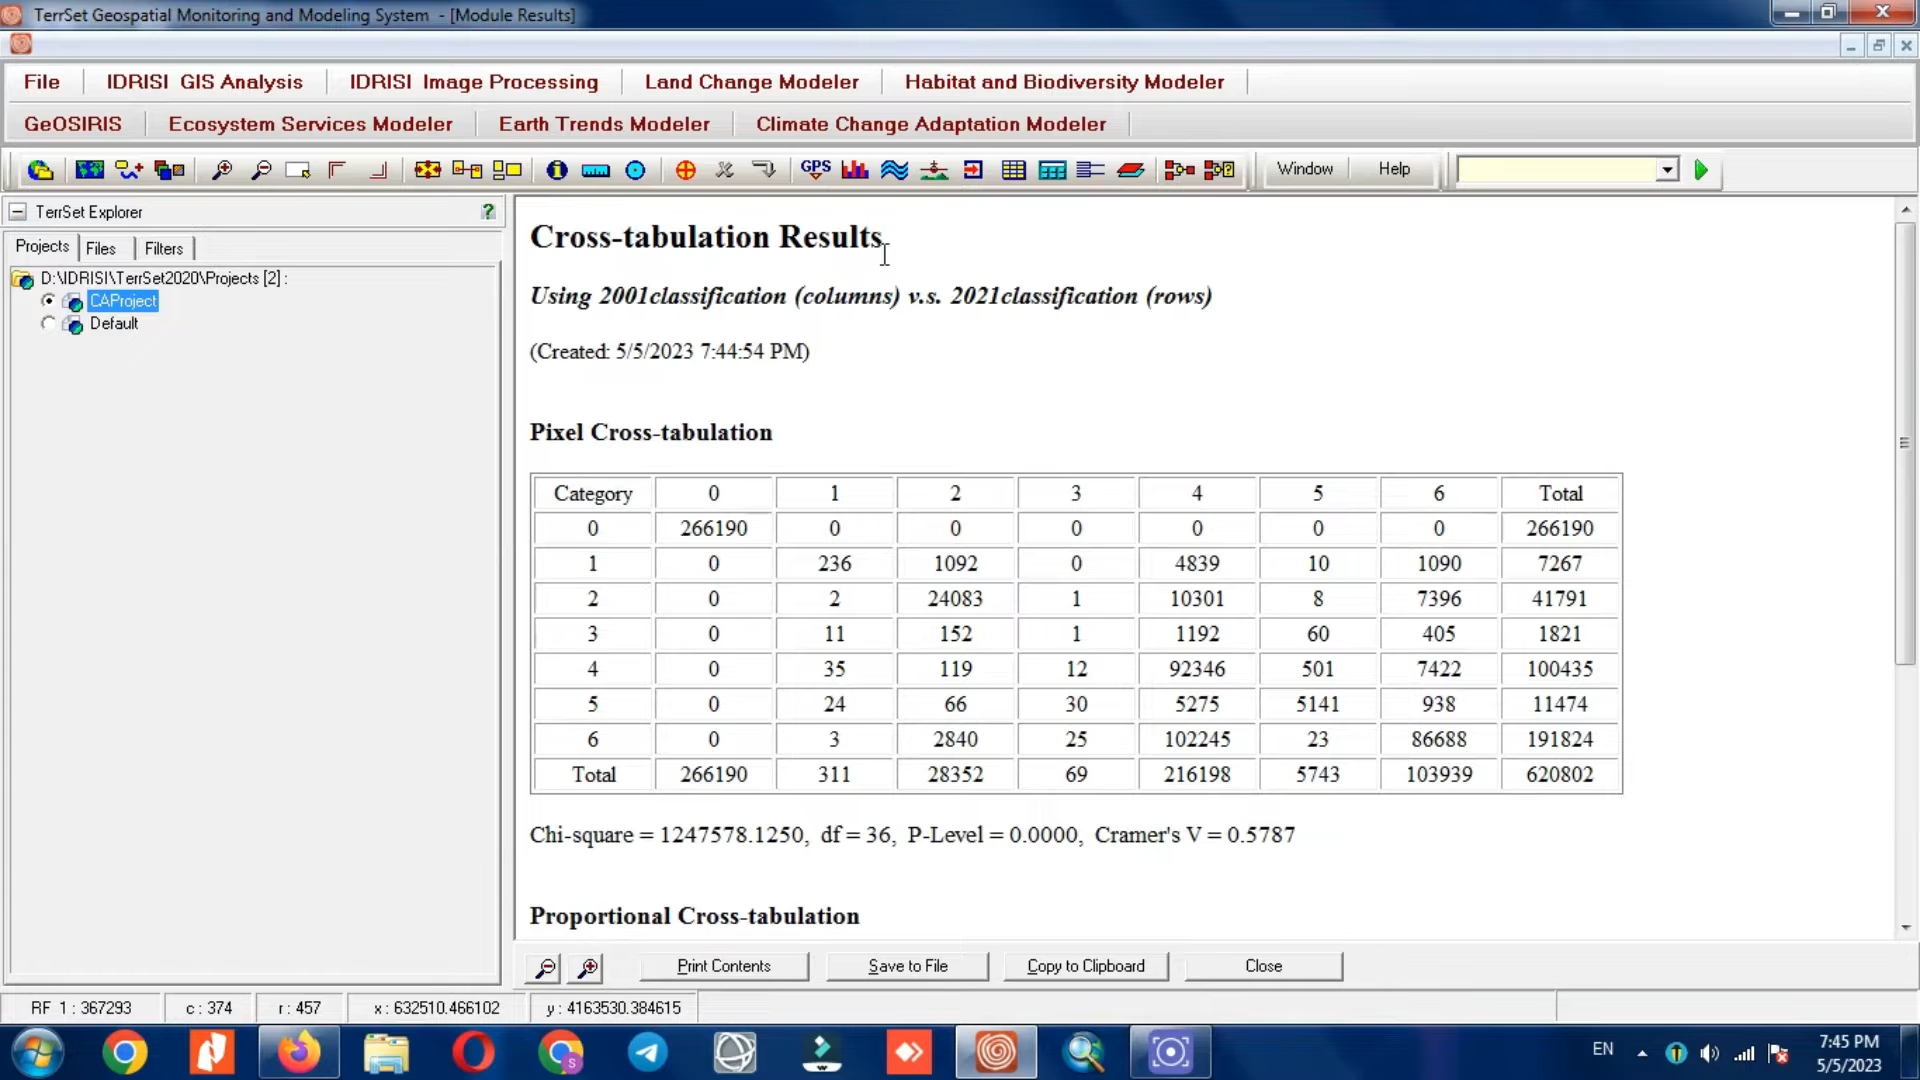 TerrSet Geospatial Monitoring and Modeling System - [Module Results]
File IDRISI GIS Analysis IDRISI Image Processing Land Change Modeler Habitat and Biodiversity Modeler
GeOSIRIS Ecosystem Services Modeler Earth Trends Modeler Climate Change Adaptation Modeler
GPS Window Help
TerrSet Explorer ?
Projects Files Filters
D:\IDRISI\TerrSet2020\Projects [2] :
CAProject
Default
Cross-tabulation Results
Using 2001classification (columns) v.s. 2021classification (rows)
(Created: 5/5/2023 7:44:54 PM)
Pixel Cross-tabulation
Category 0 1 2 3 4 5 6 Total
0 266190 0 0 0 0 0 0 266190
1 0 236 1092 0 4839 10 1090 7267
2 0 2 24083 1 10301 8 7396 41791
3 0 11 152 1 1192 60 405 1821
4 0 35 119 12 92346 501 7422 100435
5 0 24 66 30 5275 5141 938 11474
6 0 3 2840 25 102245 23 86688 191824
Total 266190 311 28352 69 216198 5743 103939 620802
Chi-square = 1247578.1250, df = 36, P-Level = 0.0000, Cramer's V = 0.5787
Proportional Cross-tabulation
Print Contents Save to File Copy to Clipboard Close
RF 1 : 367293 c : 374 r : 457 x : 632510.466102 y : 4163530.384615
EN 7:45 PM
5/5/2023